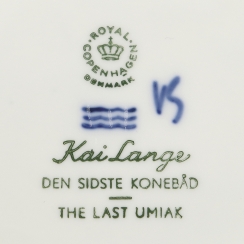 ROYAL
COPENHAGEN
DENMARK
VS
Kai Lange
DEN SIDSTE KONEBÅD
THE LAST UMIAK